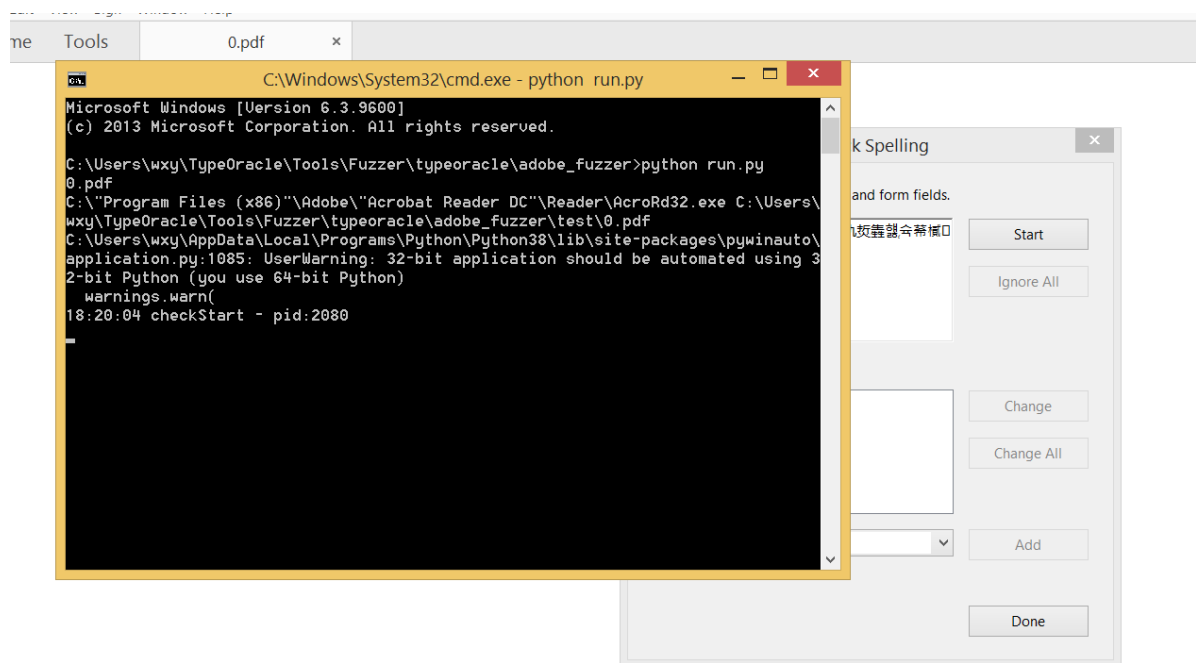 Tools
0.pdf ×
C:\Windows\System32\cmd.exe - python run.py
Microsoft Windows [Version 6.3.9600]
(c) 2013 Microsoft Corporation. All rights reserved.
C:\Users\wxy\TypeOracle\Tools\Fuzzer\typeoracle\adobe_fuzzer>python run.py
0.pdf
C:\"Program Files (x86)"\Adobe\"Acrobat Reader DC"\Reader\AcroRd32.exe C:\Users\
wxy\TypeOracle\Tools\Fuzzer\typeoracle\adobe_fuzzer\test\0.pdf
C:\Users\wxy\AppData\Local\Programs\Python\Python38\lib\site-packages\pywinauto\
application.py:1085: UserWarning: 32-bit application should be automated using 3
2-bit Python (you use 64-bit Python)
warnings.warn(
18:20:04 checkStart - pid:2080
k Spelling
and form fields.
Start
Ignore All
Change
Change All
Add
Done